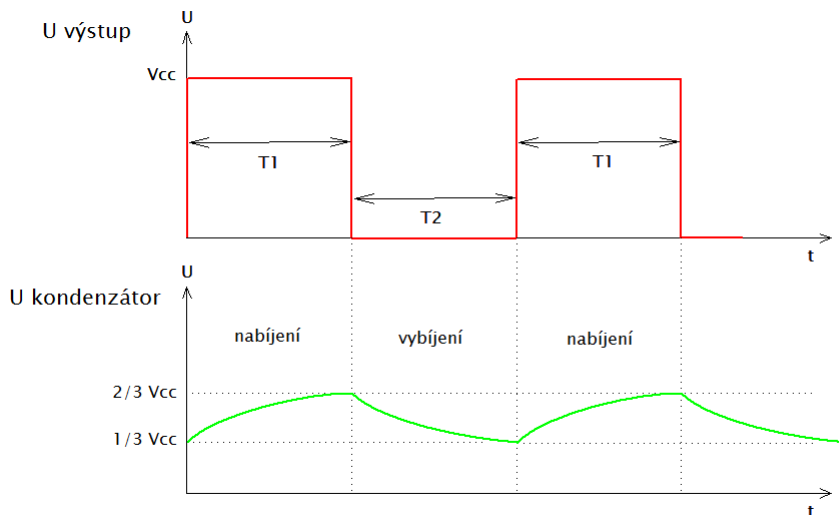 U výstup
U
Vcc
T1
T1
T2
t
U
U kondenzátor
nabíjení
vybíjení
nabíjení
2/3 Vcc
1/3 Vcc
t